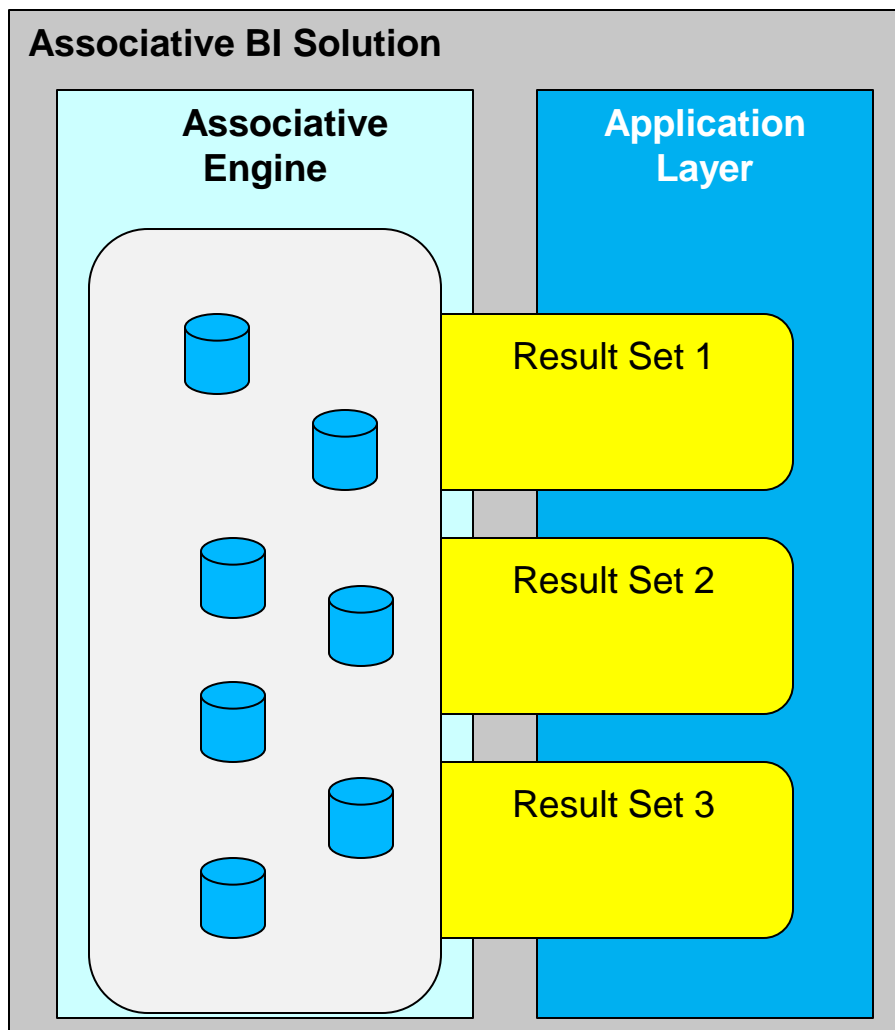 Associative BI Solution
Associative
Engine
Application
Layer
Result Set 1
Result Set 2
Result Set 3